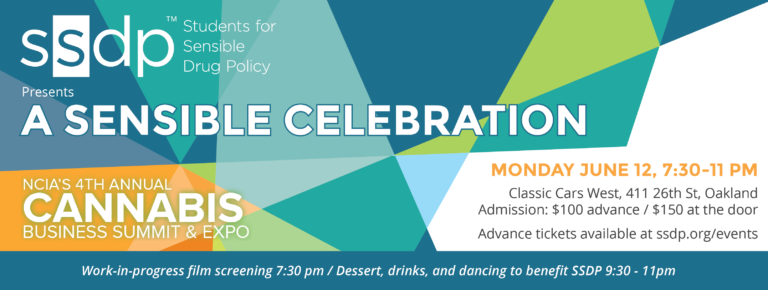 ssdp™
Students for
Sensible
Drug Policy
Presents
A SENSIBLE CELEBRATION
NCIA'S 4TH ANNUAL
CANNABIS
BUSINESS SUMMIT & EXPO
MONDAY JUNE 12, 7:30-11 PM
Classic Cars West, 411 26th St, Oakland
Admission: $100 advance / $150 at the door
Advance tickets available at ssdp.org/events
Work-in-progress film screening 7:30 pm / Dessert, drinks, and dancing to benefit SSDP 9:30 - 11pm